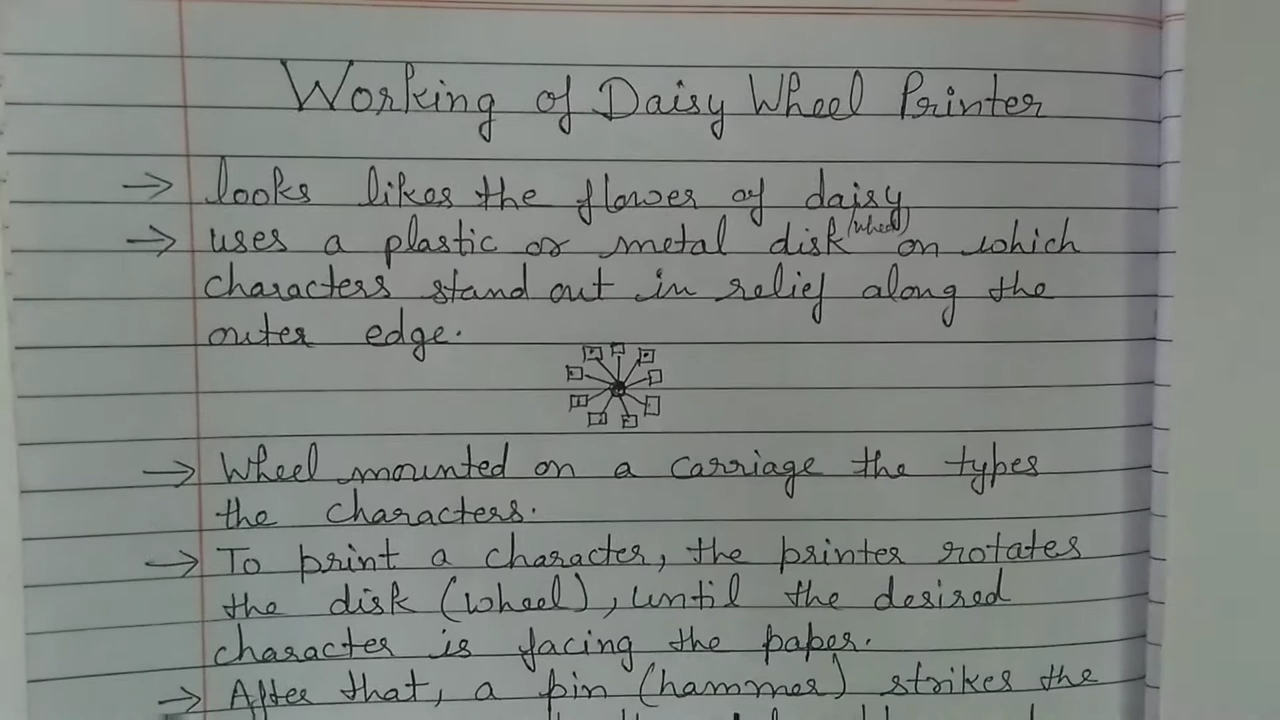 Working of Daisy Wheel Printer
→ looks likes the flower of daisy
→ uses a plastic or metal disk (wheel) on which
characters stand out in relief along the
outer edge.
→ Wheel mounted on a carriage the types
the characters.
→ To print a character, the printer rotates
the disk (wheel), until the desired
character is facing the paper.
→ After that, a pin (hammer) strikes the